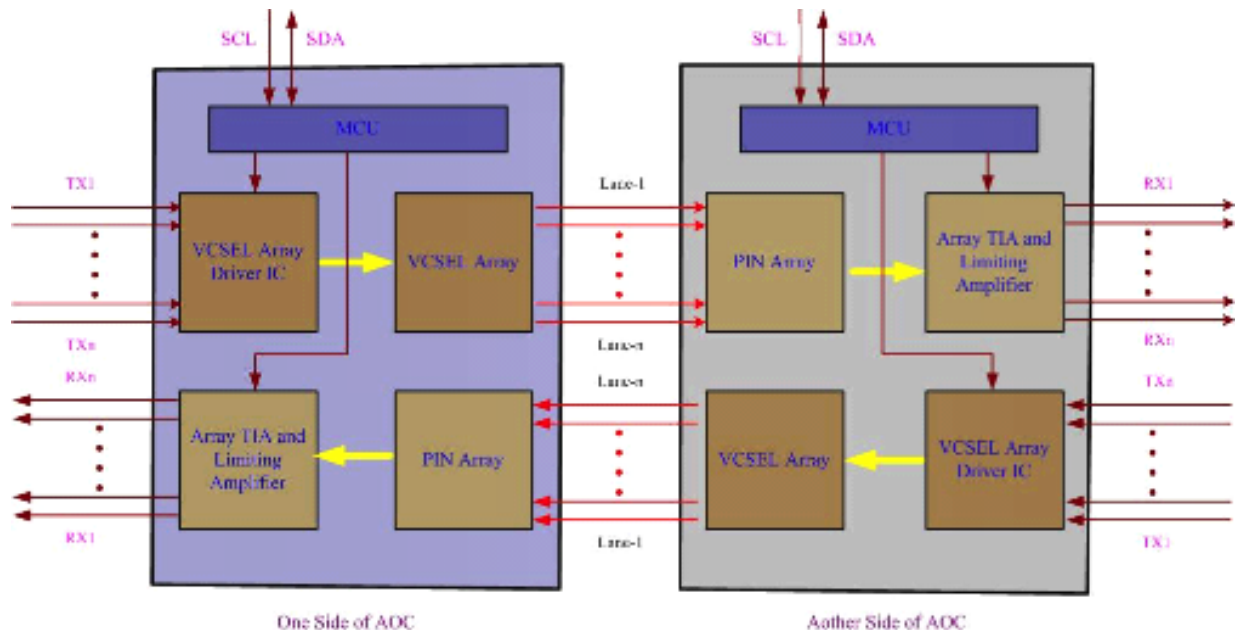 SCL SDA SCL SDA
MCU MCU
TX1 Lane-1 RX1
VCSEL Array
Driver IC
VCSEL Array
PIN Array
Array TIA and
Limiting
Amplifier
TXn Lane-n RXn
RXn Lane-n TXn
Array TIA and
Limiting
Amplifier
PIN Array
VCSEL Array
VCSEL Array
Driver IC
RX1 Lane-1 TX1
One Side of AOC Aother Side of AOC